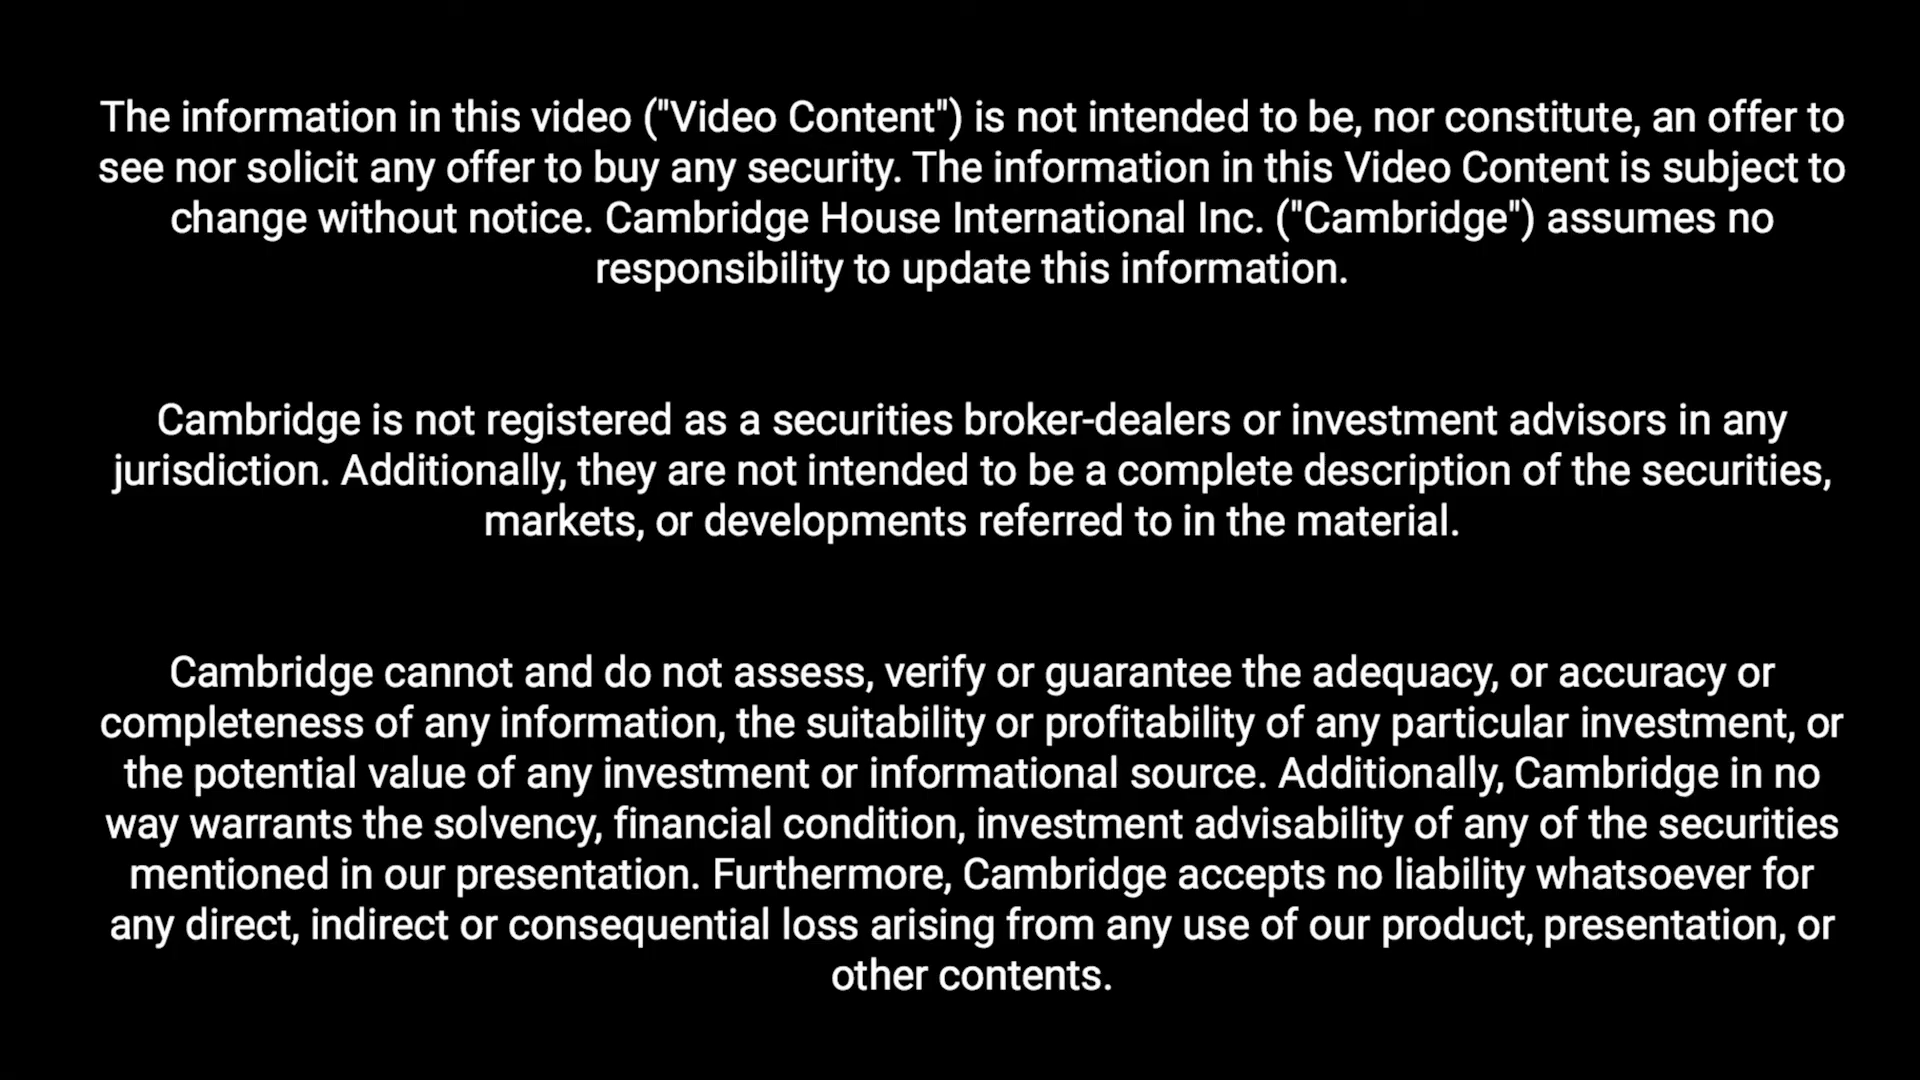 The information in this video ("Video Content") is not intended to be, nor constitute, an offer to
see nor solicit any offer to buy any security. The information in this Video Content is subject to
change without notice. Cambridge House International Inc. ("Cambridge") assumes no
responsibility to update this information.
Cambridge is not registered as a securities broker-dealers or investment advisors in any
jurisdiction. Additionally, they are not intended to be a complete description of the securities,
markets, or developments referred to in the material.
Cambridge cannot and do not assess, verify or guarantee the adequacy, or accuracy or
completeness of any information, the suitability or profitability of any particular investment, or
the potential value of any investment or informational source. Additionally, Cambridge in no
way warrants the solvency, financial condition, investment advisability of any of the securities
mentioned in our presentation. Furthermore, Cambridge accepts no liability whatsoever for
any direct, indirect or consequential loss arising from any use of our product, presentation, or
other contents.